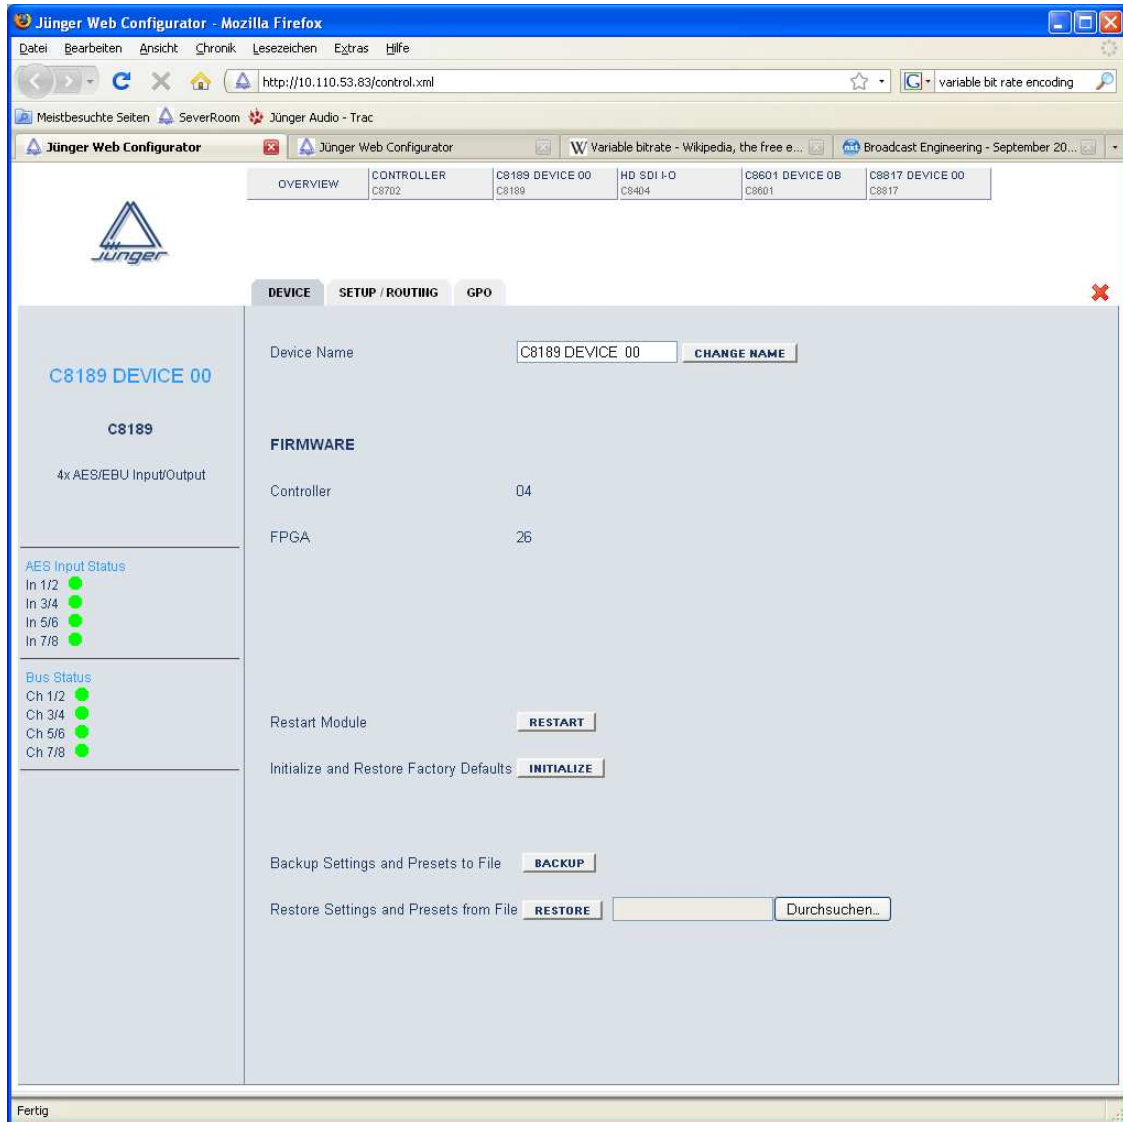 Jünger Web Configurator - Mozilla Firefox
Datei Bearbeiten Ansicht Chronik Lesezeichen Extras Hilfe
http://10.110.53.83/control.xml
G variable bit rate encoding
Meistbesuchte Seiten SeverRoom Jünger Audio - Trac
Jünger Web Configurator Jünger Web Configurator W Variable bitrate - Wikipedia, the free e... Broadcast Engineering - September 20...
OVERVIEW CONTROLLER C8189 DEVICE 00 HD SDI I-O C8601 DEVICE 0B C8817 DEVICE 00
C8702 C8189 C8404 C8601 C8817
Jünger
DEVICE SETUP / ROUTING GPO
Device Name C8189 DEVICE 00 CHANGE NAME
C8189 DEVICE 00
C8189
4x AES/EBU Input/Output
FIRMWARE
Controller 04
FPGA 26
AES Input Status
In 1/2
In 3/4
In 5/6
In 7/8
Bus Status
Ch 1/2
Ch 3/4
Ch 5/6
Ch 7/8
Restart Module RESTART
Initialize and Restore Factory Defaults INITIALIZE
Backup Settings and Presets to File BACKUP
Restore Settings and Presets from File RESTORE Durchsuchen...
Fertig